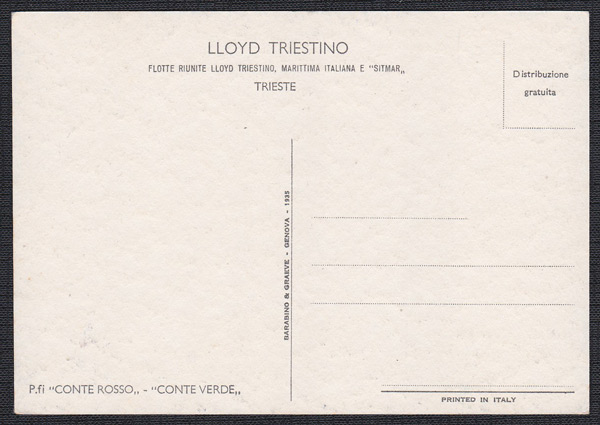 LLOYD TRIESTINO
FLOTTE RIUNITE LLOYD TRIESTINO, MARITTIMA ITALIANA E "SITMAR„
TRIESTE
Distribuzione
gratuita
BARABINO & GRAEVE - GENOVA - 1935
P.fi "CONTE ROSSO„ - "CONTE VERDE„
PRINTED IN ITALY